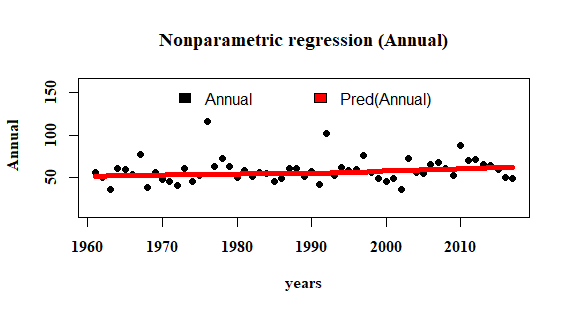 Nonparametric regression (Annual)
Annual
150
100
50
Annual
Pred(Annual)
1960 1970 1980 1990 2000 2010
years